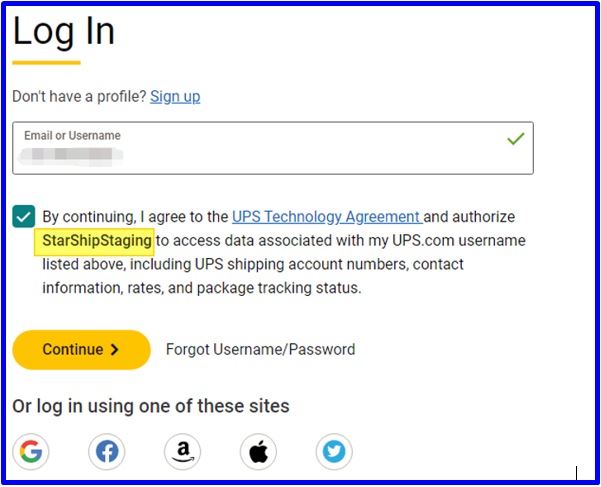 Log In
Don't have a profile? Sign up
Email or Username
By continuing, I agree to the UPS Technology Agreement and authorize
StarShipStaging to access data associated with my UPS.com username
listed above, including UPS shipping account numbers, contact
information, rates, and package tracking status.
Continue
Forgot Username/Password
Or log in using one of these sites